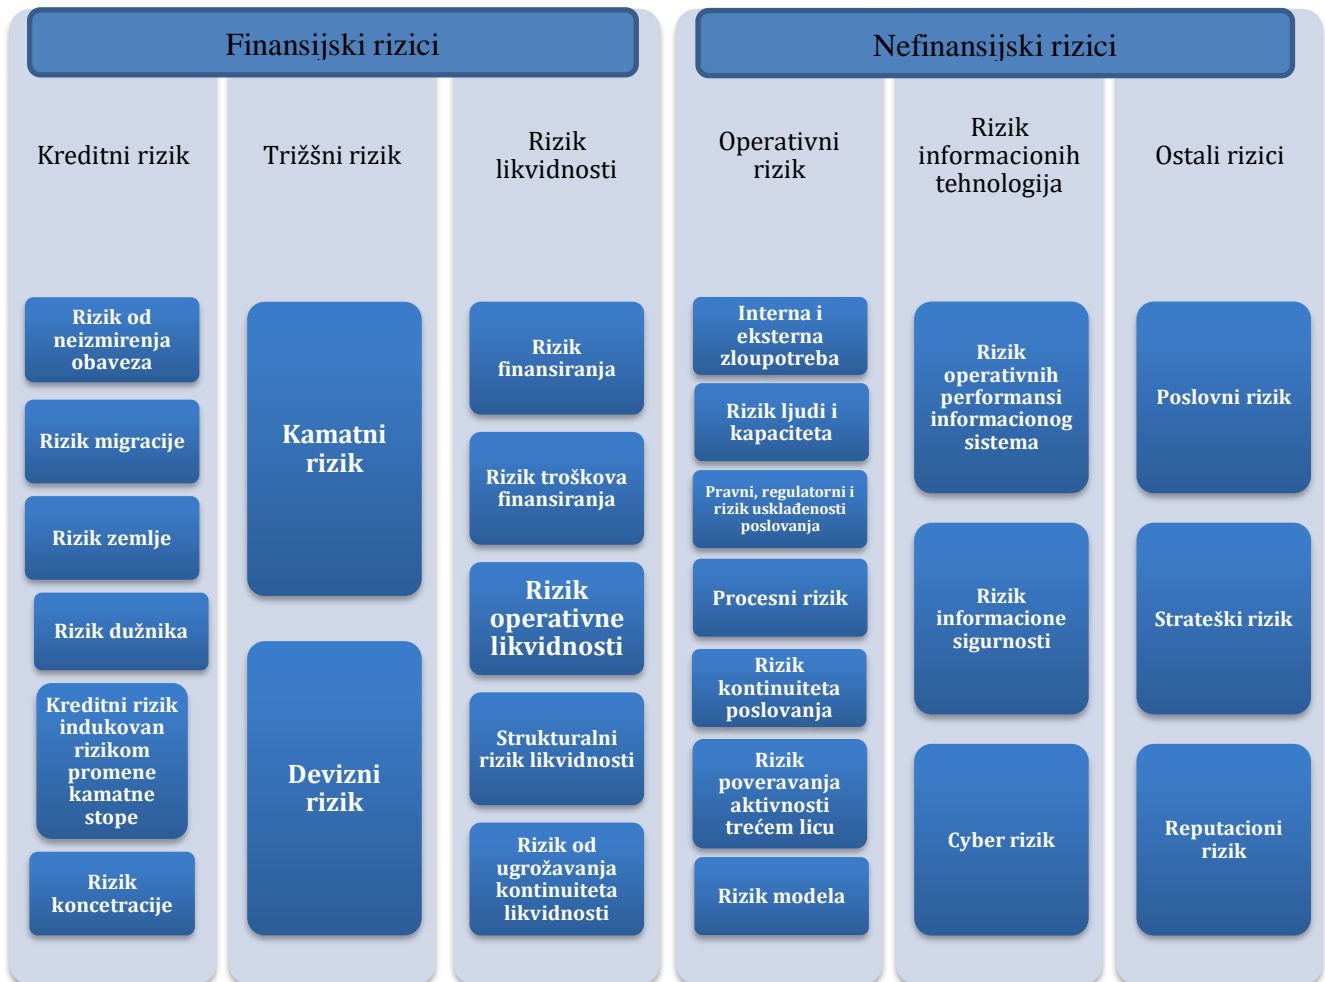 Finansijski rizici
Nefinansijski rizici
Kreditni rizik
Trižšni rizik
Rizik
likvidnosti
Operativni
rizik
Rizik
informacionih
tehnologija
Ostali rizici
Rizik od
neizmirenja
obaveza
Rizik migracije
Rizik zemlje
Rizik dužnika
Kreditni rizik
indukovan
rizikom
promene
kamatne
stope
Rizik
koncetracije
Kamatni
rizik
Devizni
rizik
Rizik
finansiranja
Rizik troškova
finansiranja
Rizik
operativne
likvidnosti
Strukturalni
rizik likvidnosti
Rizik od
ugrožavanja
kontinuiteta
likvidnosti
Interna i
eksterna
zloupotreba
Rizik ljudi i
kapaciteta
Pravni, regulatorni i
rizik usklađenosti
poslovanja
Procesni rizik
Rizik
kontinuiteta
poslovanja
Rizik
poveravanja
aktivnosti
trećem licu
Rizik modela
Rizik
operativnih
performansi
informacionog
sistema
Rizik
informacione
sigurnosti
Cyber rizik
Poslovni rizik
Strateški rizik
Reputacioni
rizik